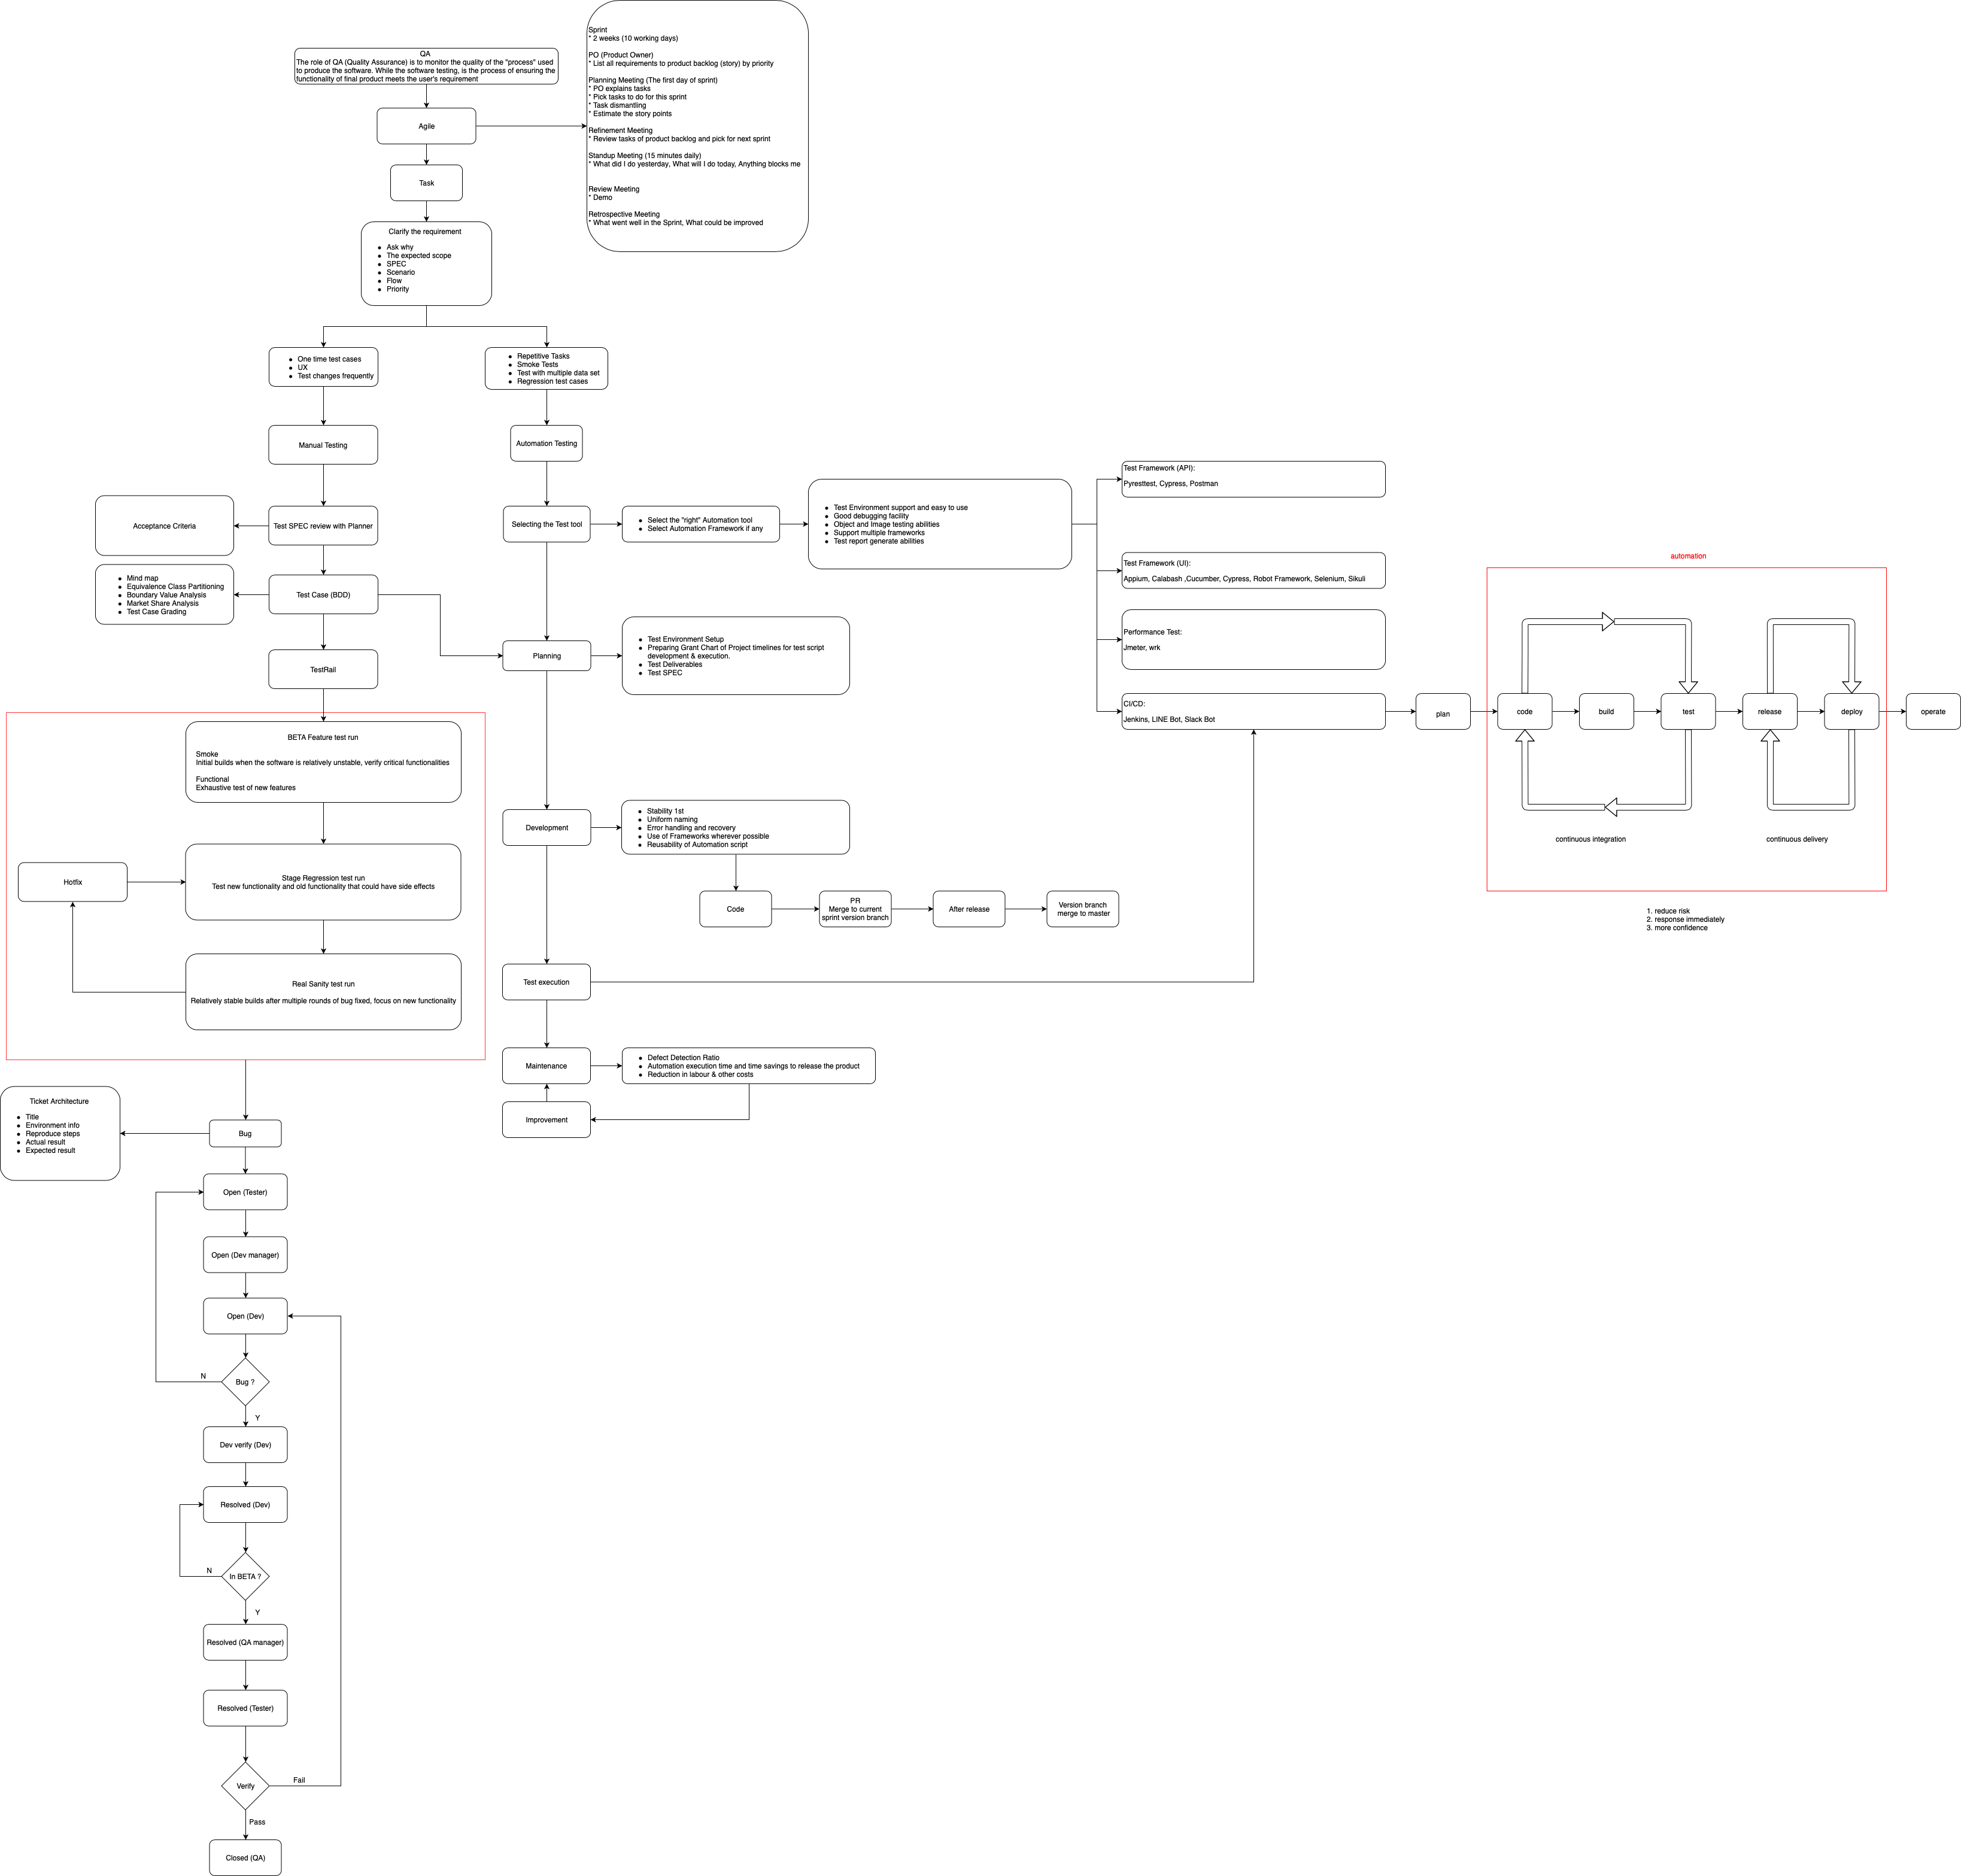 QA
The role of QA (Quality Assurance) is to monitor the quality of the "process" used
to produce the software. While the software testing, is the process of ensuring the
functionality of final product meets the user's requirement
Agile
Sprint
* 2 weeks (10 working days)
PO (Product Owner)
* List all requirements to product backlog (story) by priority
Planning Meeting (The first day of sprint)
* PO explains tasks
* Pick tasks to do for this sprint
* Task dismantling
* Estimate the story points
Refinement Meeting
* Review tasks of product backlog and pick for next sprint
Standup Meeting (15 minutes daily)
* What did I do yesterday, What will I do today, Anything blocks me
Review Meeting
* Demo
Retrospective Meeting
* What went well in the Sprint, What could be improved
Task
Clarify the requirement
• Ask why
• The expected scope
• SPEC
• Scenario
• Flow
• Priority
• One time test cases
• UX
• Test changes frequently
Manual Testing
Test SPEC review with Planner
Acceptance Criteria
Test Case (BDD)
• Mind map
• Equivalence Class Partitioning
• Boundary Value Analysis
• Market Share Analysis
• Test Case Grading
TestRail
BETA Feature test run
Smoke
Initial builds when the software is relatively unstable, verify critical functionalities
Functional
Exhaustive test of new features
Stage Regression test run
Test new functionality and old functionality that could have side effects
Hotfix
Real Sanity test run
Relatively stable builds after multiple rounds of bug fixed, focus on new functionality
Bug
Ticket Architecture
• Title
• Environment info
• Reproduce steps
• Actual result
• Expected result
Open (Tester)
Open (Dev manager)
Open (Dev)
Bug ?
N
Y
Dev verify (Dev)
Resolved (Dev)
In BETA ?
N
Y
Resolved (QA manager)
Resolved (Tester)
Verify
Fail
Pass
Closed (QA)
• Repetitive Tasks
• Smoke Tests
• Test with multiple data set
• Regression test cases
Automation Testing
Selecting the Test tool
• Select the "right" Automation tool
• Select Automation Framework if any
• Test Environment support and easy to use
• Good debugging facility
• Object and Image testing abilities
• Support multiple frameworks
• Test report generate abilities
Test Framework (API):
Pyresttest, Cypress, Postman
Test Framework (UI):
Appium, Calabash ,Cucumber, Cypress, Robot Framework, Selenium, Sikuli
Performance Test:
Jmeter, wrk
CI/CD:
Jenkins, LINE Bot, Slack Bot
Planning
• Test Environment Setup
• Preparing Grant Chart of Project timelines for test script
development & execution.
• Test Deliverables
• Test SPEC
Development
• Stability 1st
• Uniform naming
• Error handling and recovery
• Use of Frameworks wherever possible
• Reusability of Automation script
Code
PR
Merge to current
sprint version branch
After release
Version branch
merge to master
Test execution
Maintenance
• Defect Detection Ratio
• Automation execution time and time savings to release the product
• Reduction in labour & other costs
Improvement
automation
plan
code
build
test
release
deploy
operate
continuous integration
continuous delivery
1. reduce risk
2. response immediately
3. more confidence